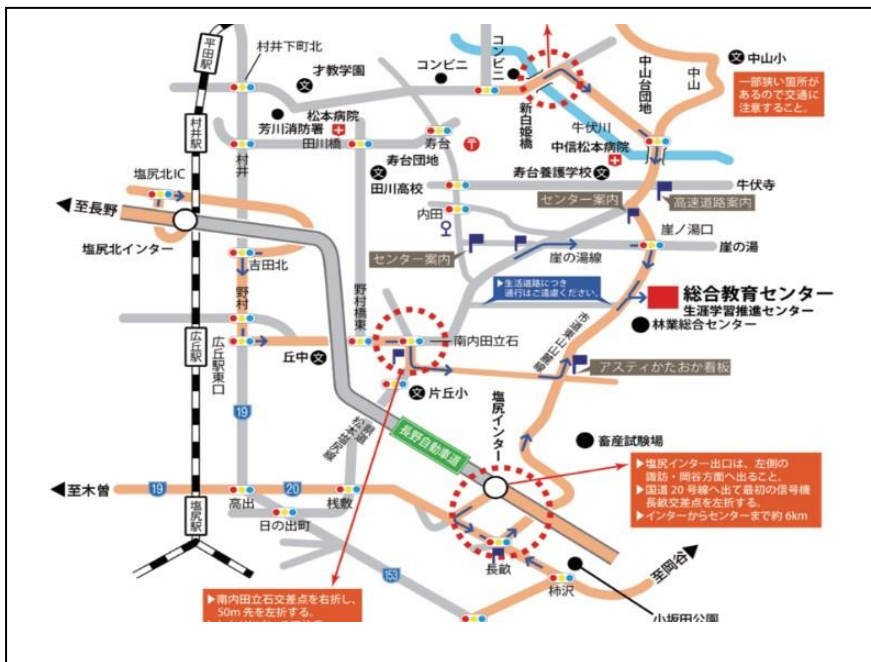 平田駅
村井下町北
才教学園
コンビニ
コンビニ
新白姫橋
中山台団地
中山
中山小
一部狭い箇所が
あるので交通に
注意すること。
村井駅
村井
芳川消防署
松本病院
田川橋
寿台
寿台団地
田川高校
牛伏川
中信松本病院
寿台養護学校
牛伏寺
高速道路案内
センター案内
塩尻北IC
至長野
塩尻北インター
吉田北
内田
センター案内
崖の湯線
崖ノ湯口
崖の湯
▶生活道路につき
通行はご遠慮ください。
総合教育センター
生涯学習推進センター
林業総合センター
野村
野村橋東
広丘駅
広丘駅東口
丘中
南内田立石
市道東山山麓線
アスティかたおか看板
片丘小
県道
松本塩尻線
長野自動車道
塩尻インター
畜産試験場
▶塩尻インター出口は、左側の
諏訪・岡谷方面へ出ること。
▶国道20号線へ出て最初の信号機
長畝交差点を左折する。
▶インターからセンターまで約6km
19
至木曽
19
20
高出
桟敷
日の出町
塩尻駅
153
長畝
柿沢
至岡谷
小坂田公園
▶南内田立石交差点を右折し、
50m先を左折する。